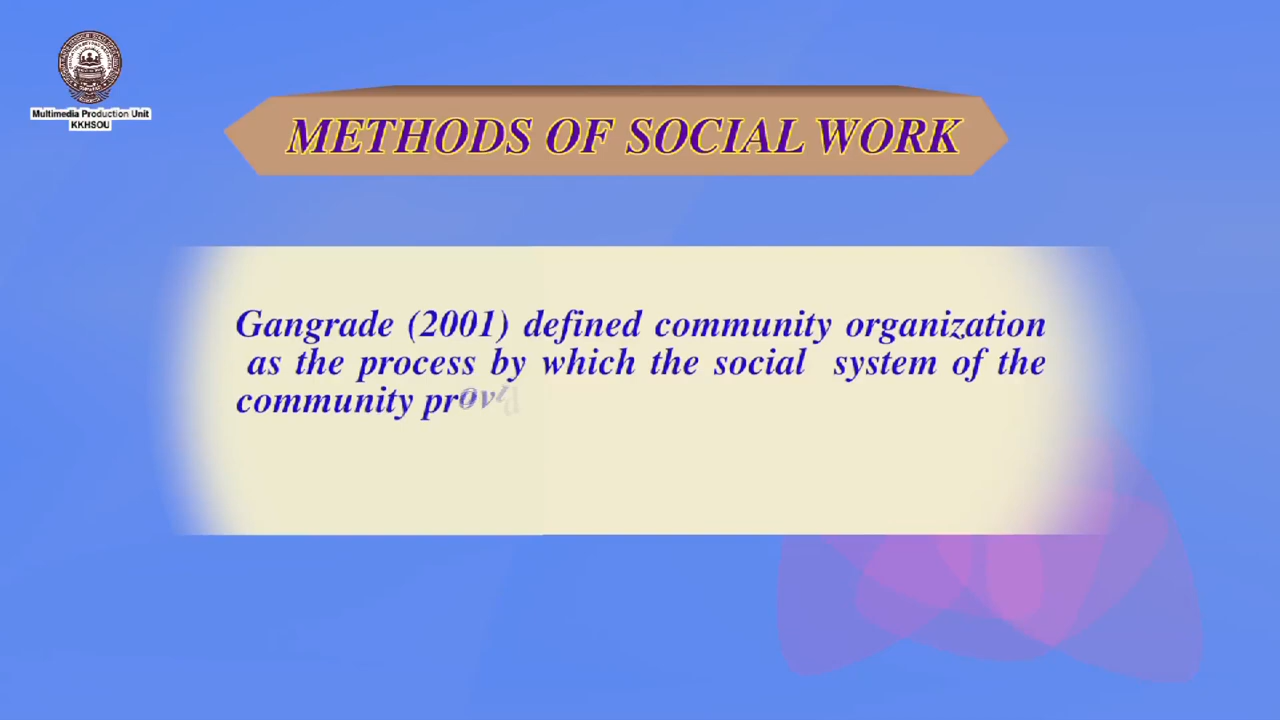 Multimedia Production Unit
KKHSOU
METHODS OF SOCIAL WORK
Gangrade (2001) defined community organization
as the process by which the social system of the
community provid